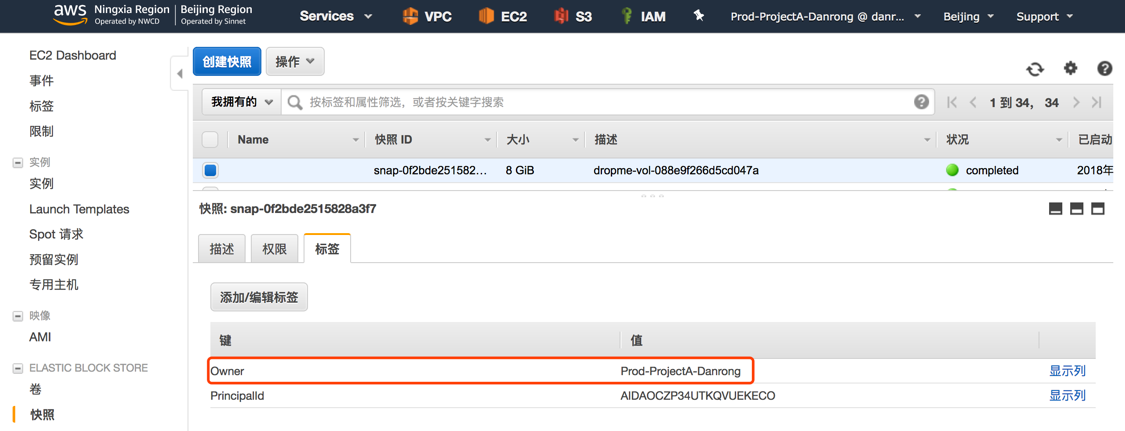 aws Ningxia Region Operated by NWCD Beijing Region Operated by Sinnet Services VPC EC2 S3 IAM Prod-ProjectA-Danrong @ danr... Beijing Support
EC2 Dashboard
事件
标签
限制
实例
实例
Launch Templates
Spot 请求
预留实例
专用主机
映像
AMI
ELASTIC BLOCK STORE
卷
快照
创建快照 操作
我拥有的 按标签和属性筛选，或者按关键字搜索 1 到 34， 34
Name 快照 ID 大小 描述 状况 已启动
snap-0f2bde251582... 8 GiB dropme-vol-088e9f266d5cd047a completed 2018年
快照: snap-0f2bde2515828a3f7
描述 权限 标签
添加/编辑标签
键 值
Owner Prod-ProjectA-Danrong 显示列
PrincipalId AIDAOCZP34UTKQVUEKECO 显示列